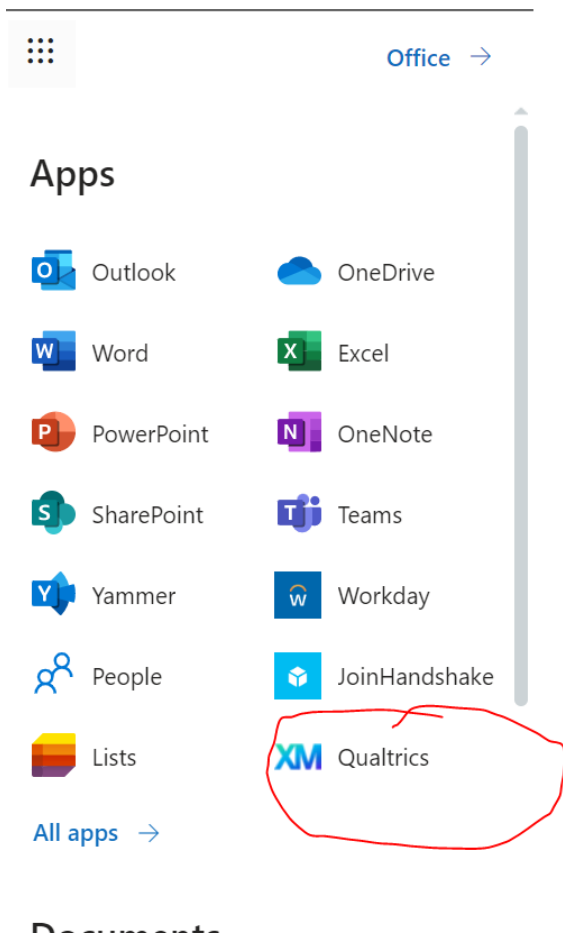 Office
Apps
Outlook OneDrive
Word Excel
PowerPoint OneNote
SharePoint Teams
Yammer Workday
People JoinHandshake
Lists XM Qualtrics
All apps
Documents